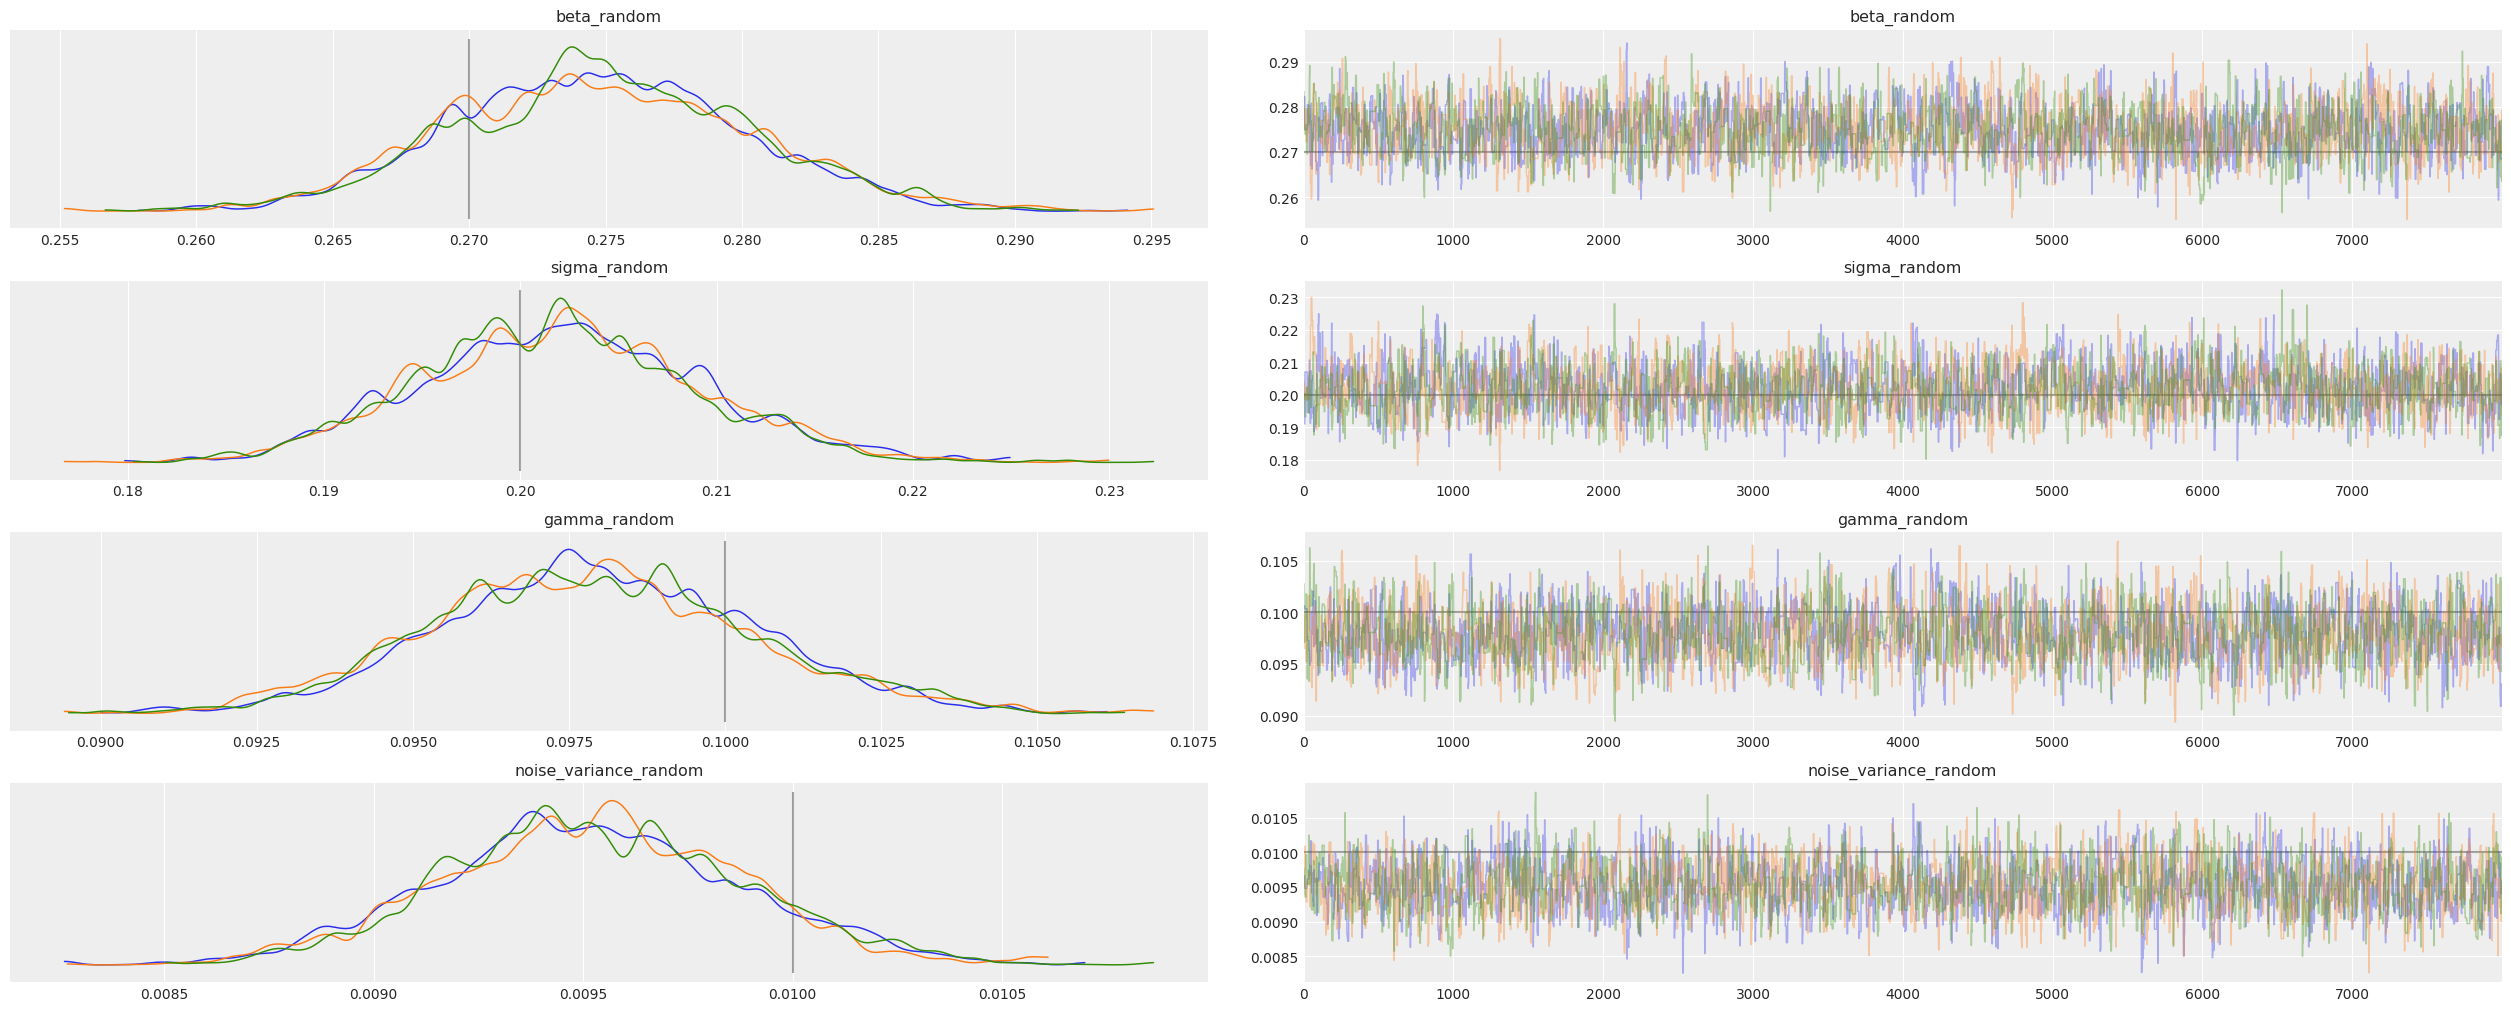 beta_random beta_random
0.29
0.28
0.27
0.26
0.255 0.260 0.265 0.270 0.275 0.280 0.285 0.290 0.295 0 1000 2000 3000 4000 5000 6000 7000
sigma_random sigma_random
0.23
0.22
0.21
0.20
0.19
0.18
0.18 0.19 0.20 0.21 0.22 0.23 0 1000 2000 3000 4000 5000 6000 7000
gamma_random gamma_random
0.105
0.100
0.095
0.090
0.0900 0.0925 0.0950 0.0975 0.1000 0.1025 0.1050 0.1075 0 1000 2000 3000 4000 5000 6000 7000
noise_variance_random noise_variance_random
0.0105
0.0100
0.0095
0.0090
0.0085
0.0085 0.0090 0.0095 0.0100 0.0105 0 1000 2000 3000 4000 5000 6000 7000